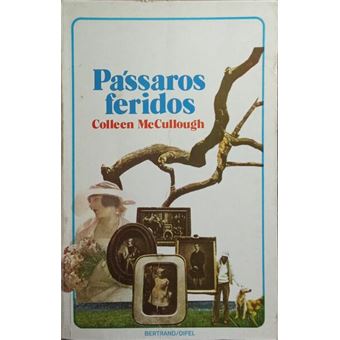 Pássaros
feridos
Colleen McCullough
BERTRAND/DIFEL